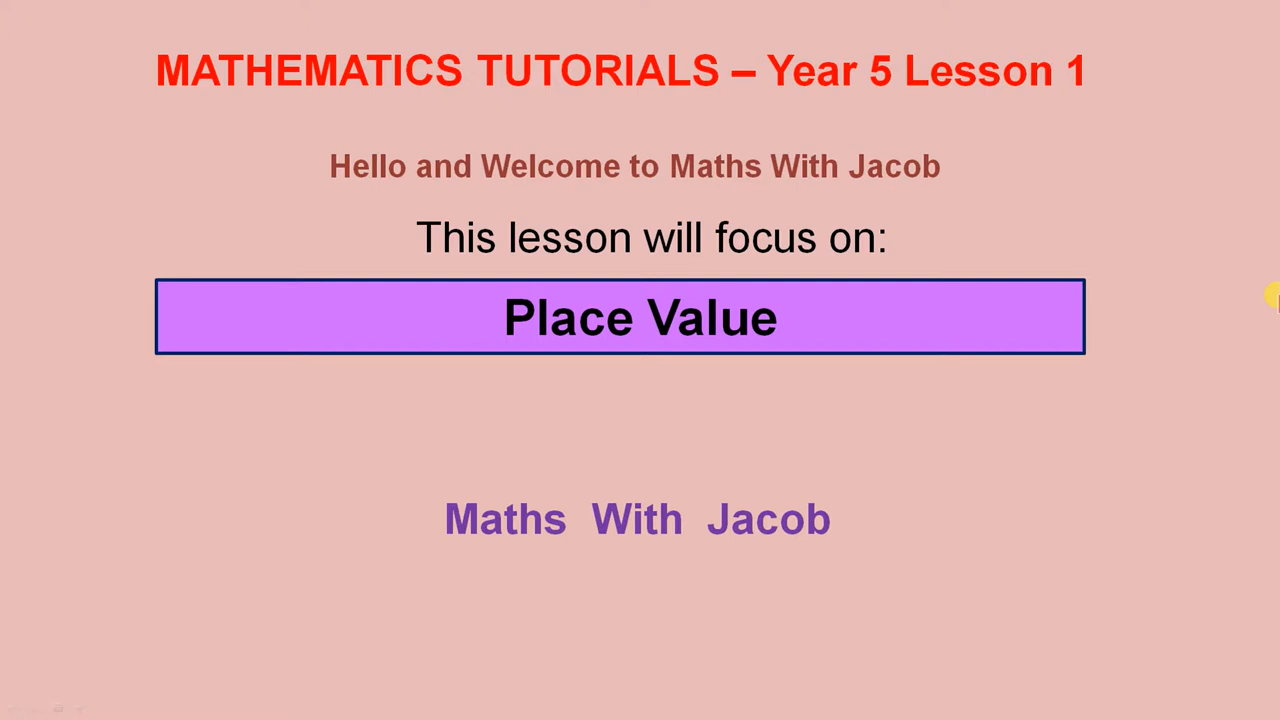 MATHEMATICS TUTORIALS – Year 5 Lesson 1
Hello and Welcome to Maths With Jacob
This lesson will focus on:
Place Value
Maths With Jacob